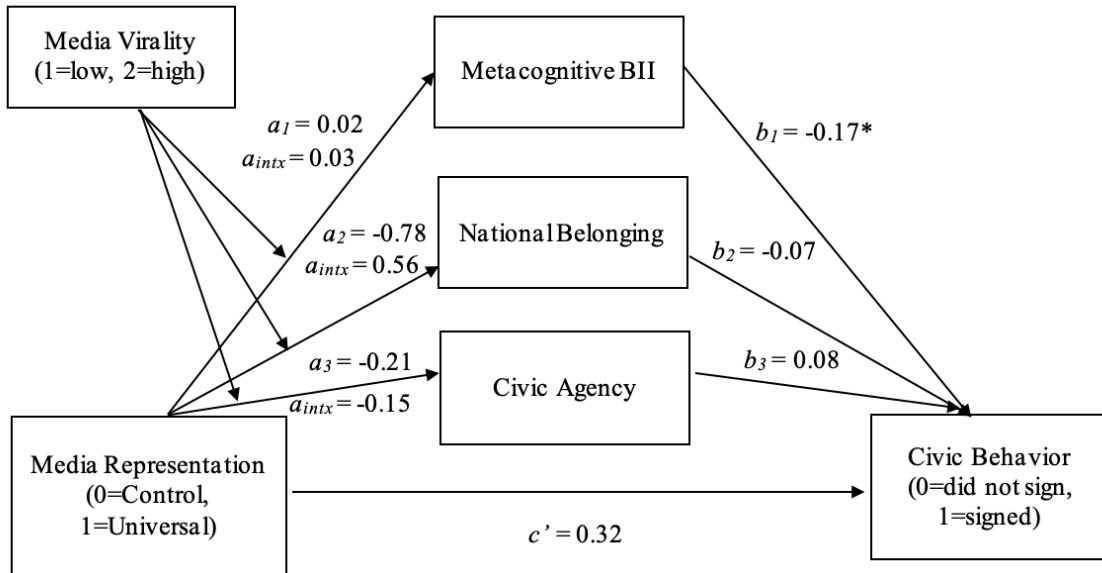 Media Virality
(1=low, 2=high)
Metacognitive BII
a1 = 0.02
aintx = 0.03
b1 = -0.17*
a2 = -0.78
aintx = 0.56
National Belonging
b2 = -0.07
a3 = -0.21
aintx = -0.15
Civic Agency
b3 = 0.08
Media Representation
(0=Control,
1=Universal)
Civic Behavior
(0=did not sign,
1=signed)
c’ = 0.32